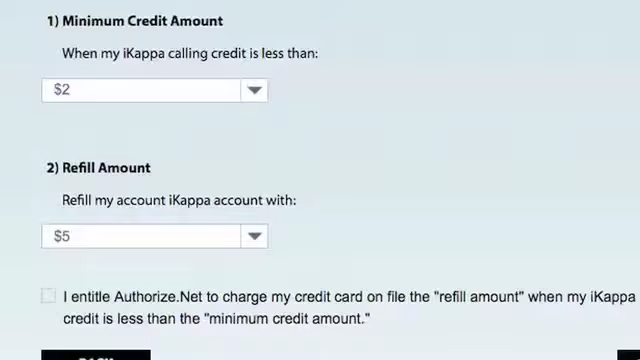 1) Minimum Credit Amount
When my iKappa calling credit is less than:
$2
2) Refill Amount
Refill my account iKappa account with:
$5
I entitle Authorize.Net to charge my credit card on file the "refill amount" when my iKappa
credit is less than the "minimum credit amount."